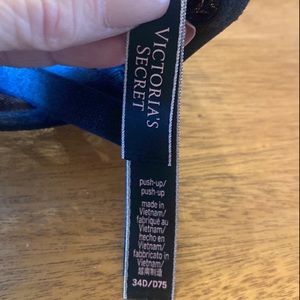 VICTORIA'S
SECRET
push-up/
push-up
made in
Vietnam/
fabriqué au
Vietnam/
hecho en
Vietnam/
fabbricato in
Vietnam/
越南制造
34D/D75